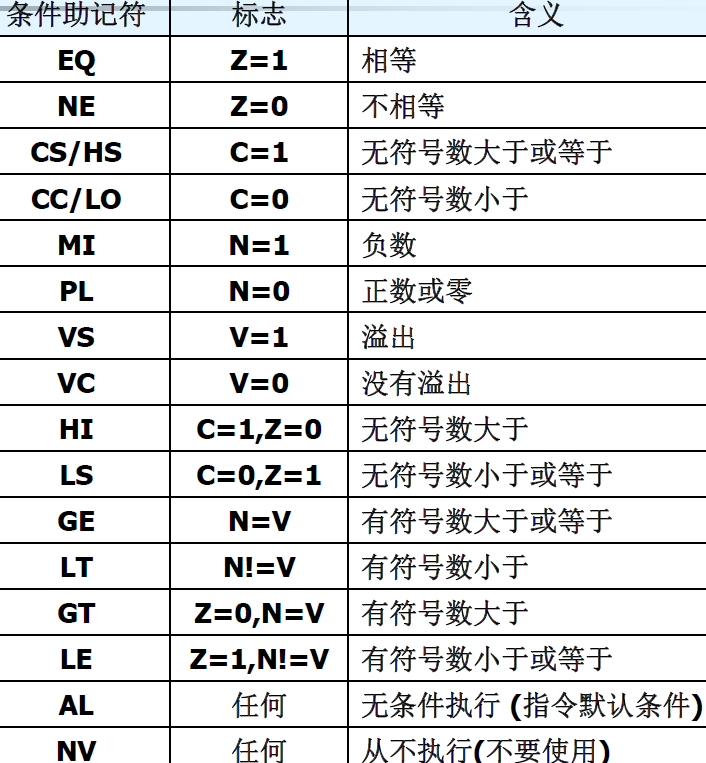 条件助记符 标志 含义
EQ Z=1 相等
NE Z=0 不相等
CS/HS C=1 无符号数大于或等于
CC/LO C=0 无符号数小于
MI N=1 负数
PL N=0 正数或零
VS V=1 溢出
VC V=0 没有溢出
HI C=1,Z=0 无符号数大于
LS C=0,Z=1 无符号数小于或等于
GE N=V 有符号数大于或等于
LT N!=V 有符号数小于
GT Z=0,N=V 有符号数大于
LE Z=1,N!=V 有符号数小于或等于
AL 任何 无条件执行 (指令默认条件)
NV 任何 从不执行(不要使用)